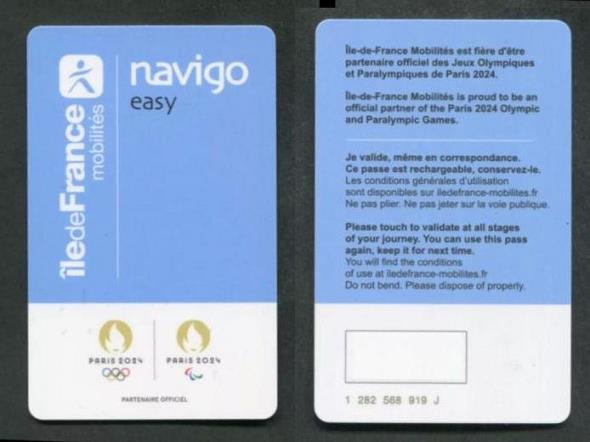 îledeFrance
mobilités
navigo
easy
PARIS 2024
PARIS 2024
PARTENAIRE OFFICIEL
Île-de-France Mobilités est fière d'être
partenaire officiel des Jeux Olympiques
et Paralympiques de Paris 2024.
Île-de-France Mobilités is proud to be an
official partner of the Paris 2024 Olympic
and Paralympic Games.
Je valide, même en correspondance.
Ce passe est rechargeable, conservez-le.
Les conditions générales d'utilisation
sont disponibles sur iledefrance-mobilites.fr
Ne pas plier. Ne pas jeter sur la voie publique.
Please touch to validate at all stages
of your journey. You can use this pass
again, keep it for next time.
You will find the conditions
of use at iledefrance-mobilites.fr
Do not bend. Please dispose of properly.
1 282 568 919 J